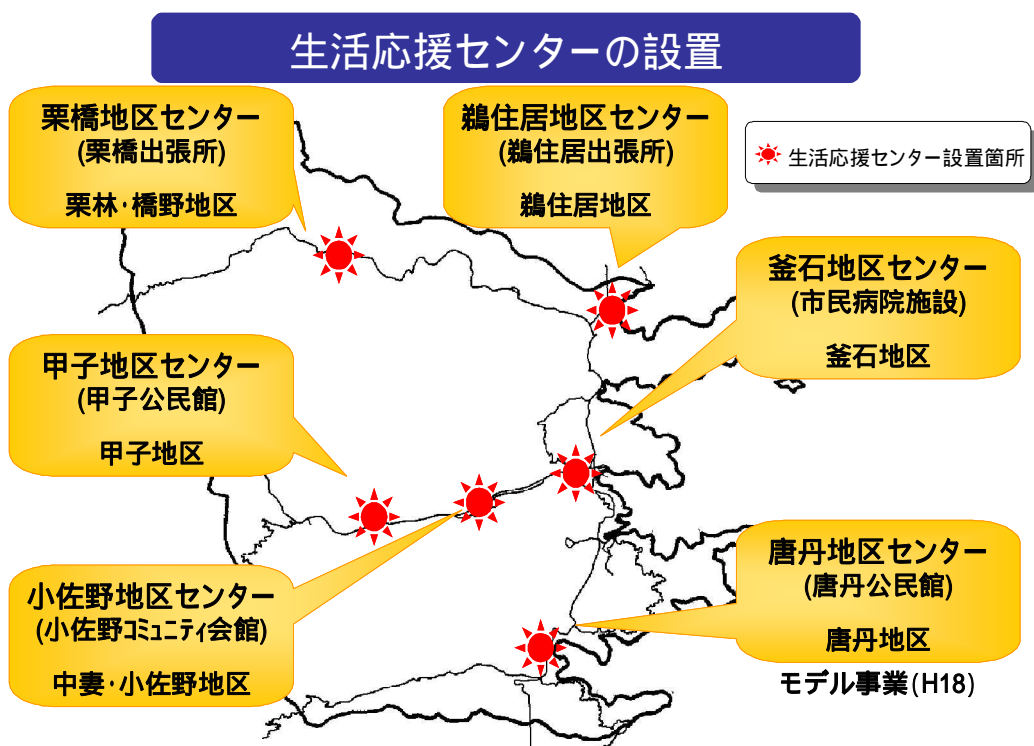 生活応援センターの設置
栗橋地区センター
(栗橋出張所)
栗林・橋野地区
鵜住居地区センター
(鵜住居出張所)
鵜住居地区
生活応援センター設置箇所
釜石地区センター
(市民病院施設)
釜石地区
甲子地区センター
(甲子公民館)
甲子地区
小佐野地区センター
(小佐野ｺﾐｭﾆﾃｨ会館)
中妻・小佐野地区
唐丹地区センター
(唐丹公民館)
唐丹地区
モデル事業(H18)